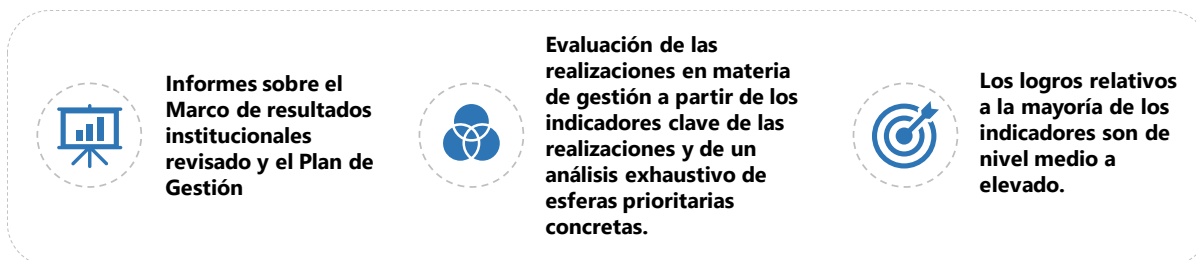 Informes sobre el
Marco de resultados
institucionales
revisado y el Plan de
Gestión
Evaluación de las
realizaciones en materia
de gestión a partir de los
indicadores clave de las
realizaciones y de un
análisis exhaustivo de
esferas prioritarias
concretas.
Los logros relativos
a la mayoría de los
indicadores son de
nivel medio a
elevado.